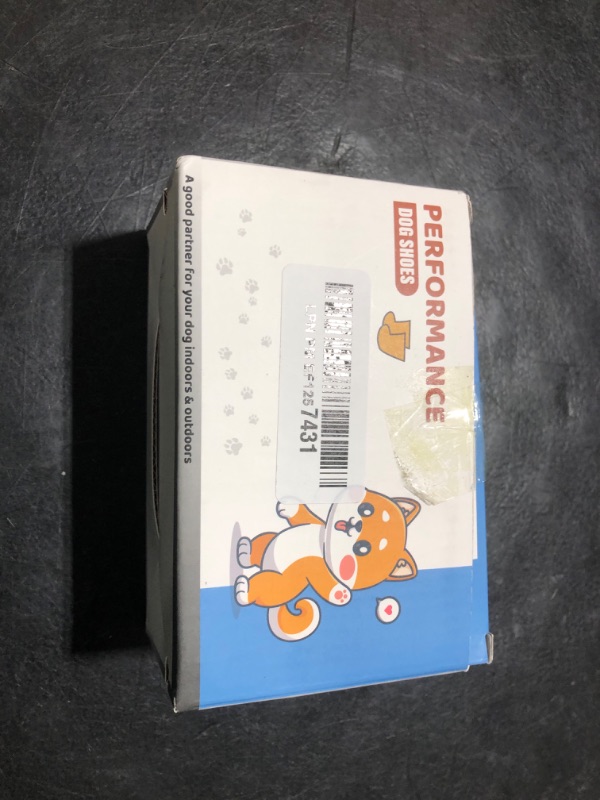 PERFORMANCE
DOG SHOES
7431
A good partner for your dog indoors & outdoors